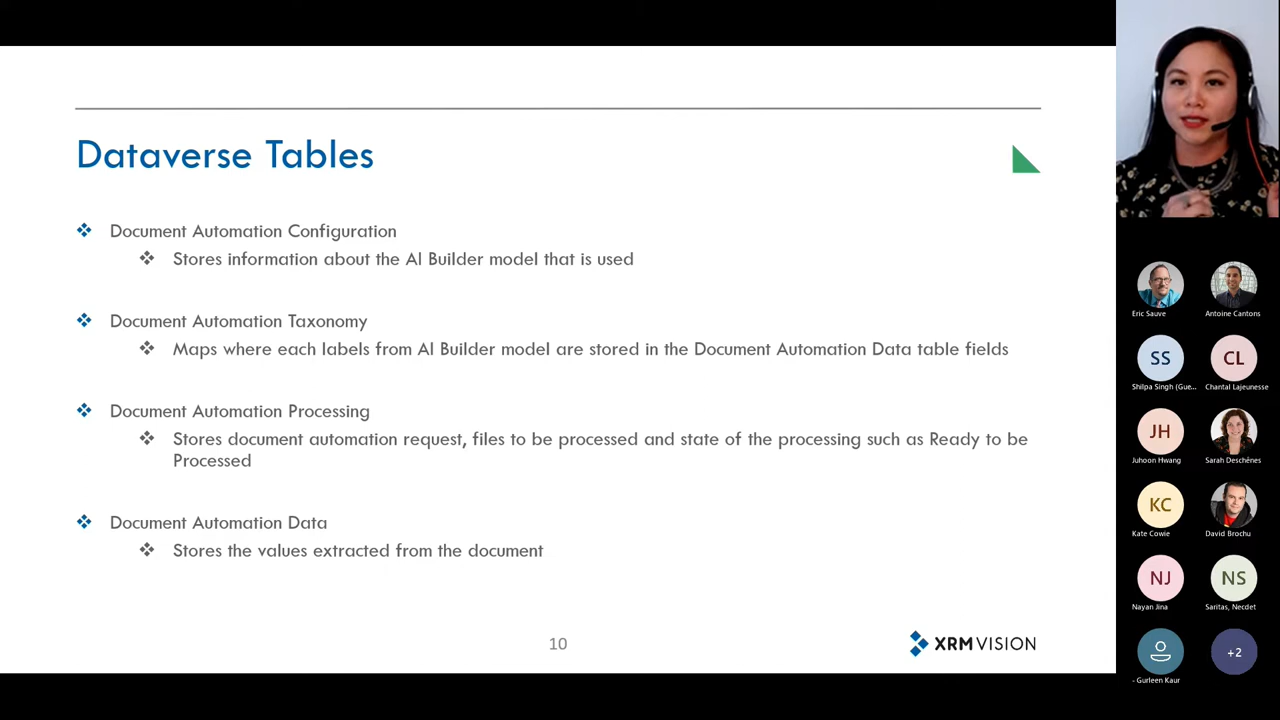 Dataverse Tables
Document Automation Configuration
Stores information about the AI Builder model that is used
Document Automation Taxonomy
Maps where each labels from AI Builder model are stored in the Document Automation Data table fields
Document Automation Processing
Stores document automation request, files to be processed and state of the processing such as Ready to be
Processed
Document Automation Data
Stores the values extracted from the document
10
XRM VISION
Eric Sauve
Antoine Cantons
SS
CL
Shilpa Singh (Gue...
Chantal Lajeunesse
JH
Juhoon Hwang
Sarah Deschênes
KC
Kate Cowie
David Brochu
NJ
NS
Nayan Jina
Saritas, Necdet
+2
- Gurleen Kaur